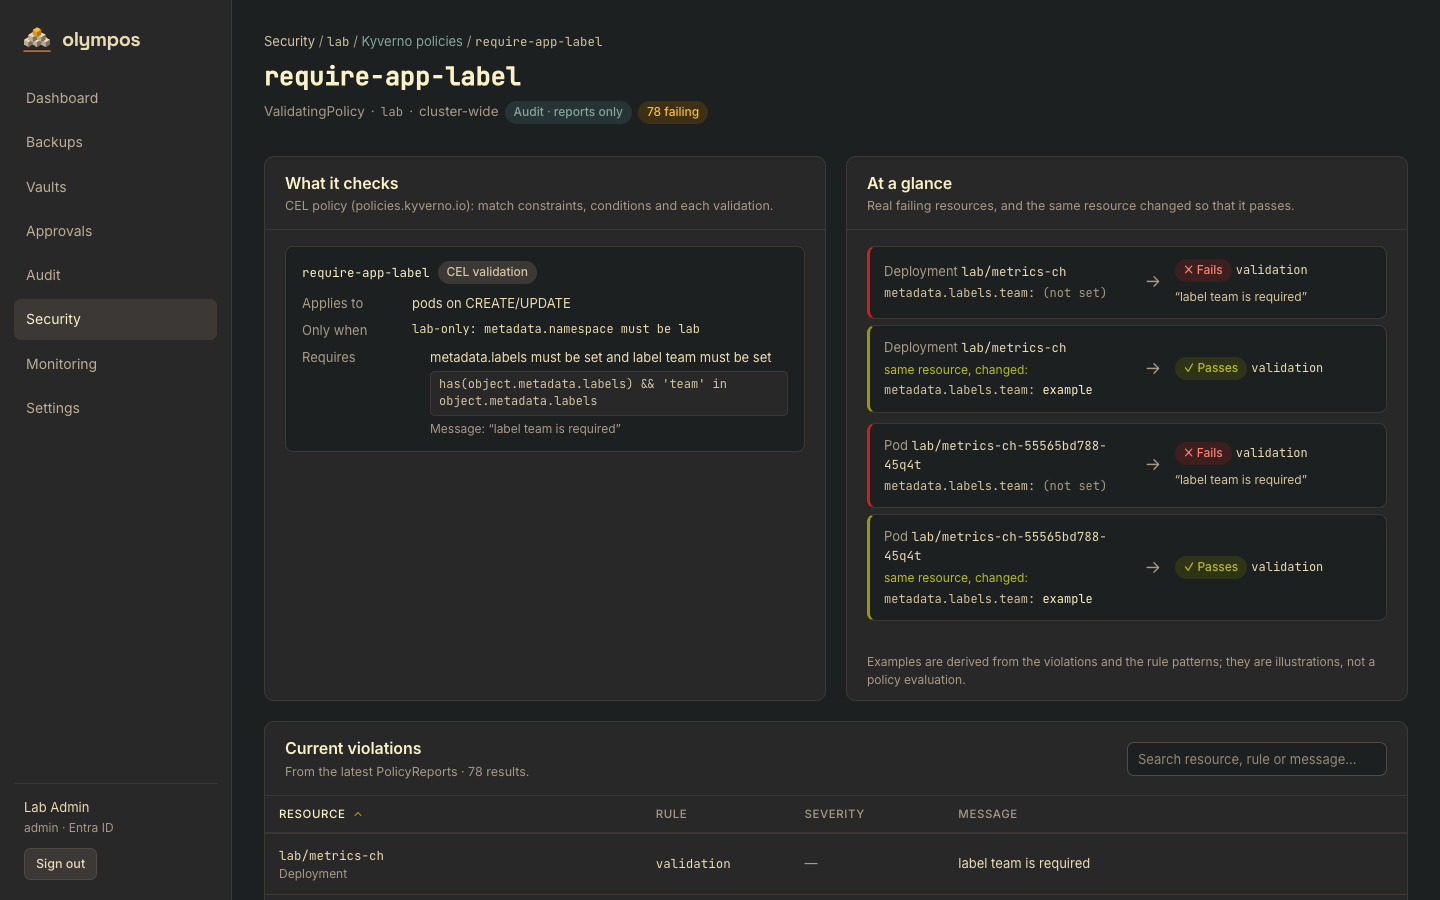 olympos
Dashboard
Backups
Vaults
Approvals
Audit
Security
Monitoring
Settings
Lab Admin
admin · Entra ID
Sign out
Security / lab / Kyverno policies / require-app-label
require-app-label
ValidatingPolicy · lab · cluster-wide Audit · reports only 78 failing
What it checks
CEL policy (policies.kyverno.io): match constraints, conditions and each validation.
require-app-label CEL validation
Applies to pods on CREATE/UPDATE
Only when lab-only: metadata.namespace must be lab
Requires metadata.labels must be set and label team must be set
has(object.metadata.labels) && 'team' in
object.metadata.labels
Message: “label team is required”
At a glance
Real failing resources, and the same resource changed so that it passes.
Deployment lab/metrics-ch
metadata.labels.team: (not set)
→
✕ Fails validation
“label team is required”
Deployment lab/metrics-ch
same resource, changed:
metadata.labels.team: example
→
✓ Passes validation
Pod lab/metrics-ch-55565bd788-
45q4t
metadata.labels.team: (not set)
→
✕ Fails validation
“label team is required”
Pod lab/metrics-ch-55565bd788-
45q4t
same resource, changed:
metadata.labels.team: example
→
✓ Passes validation
Examples are derived from the violations and the rule patterns; they are illustrations, not a
policy evaluation.
Current violations
From the latest PolicyReports · 78 results.
Search resource, rule or message...
RESOURCE RULE SEVERITY MESSAGE
lab/metrics-ch
Deployment
validation — label team is required